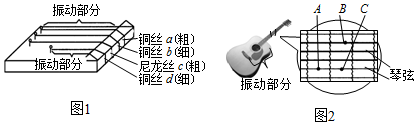 振动部分
铜丝 a(粗)
铜丝 b(细)
尼龙丝 c(粗)
铜丝 d(细)
振动部分
图1
A
B
C
琴弦
振动部分
图2